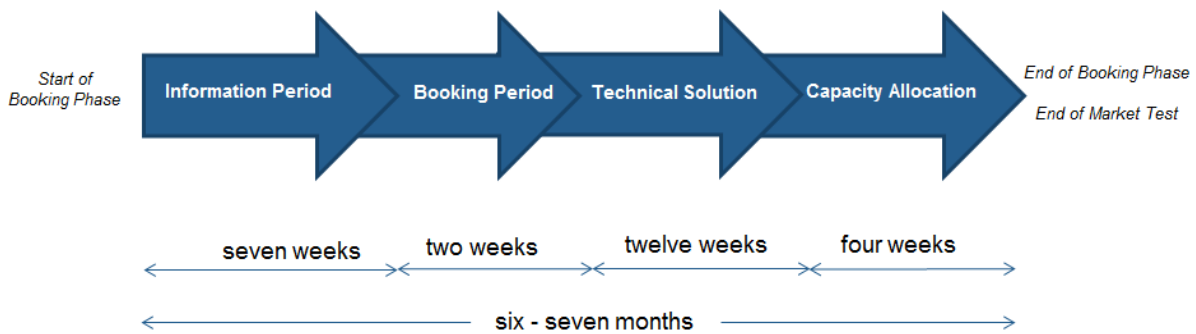 Start of
Booking Phase
Information Period
Booking Period
Technical Solution
Capacity Allocation
End of Booking Phase
End of Market Test
seven weeks
two weeks
twelve weeks
four weeks
six - seven months